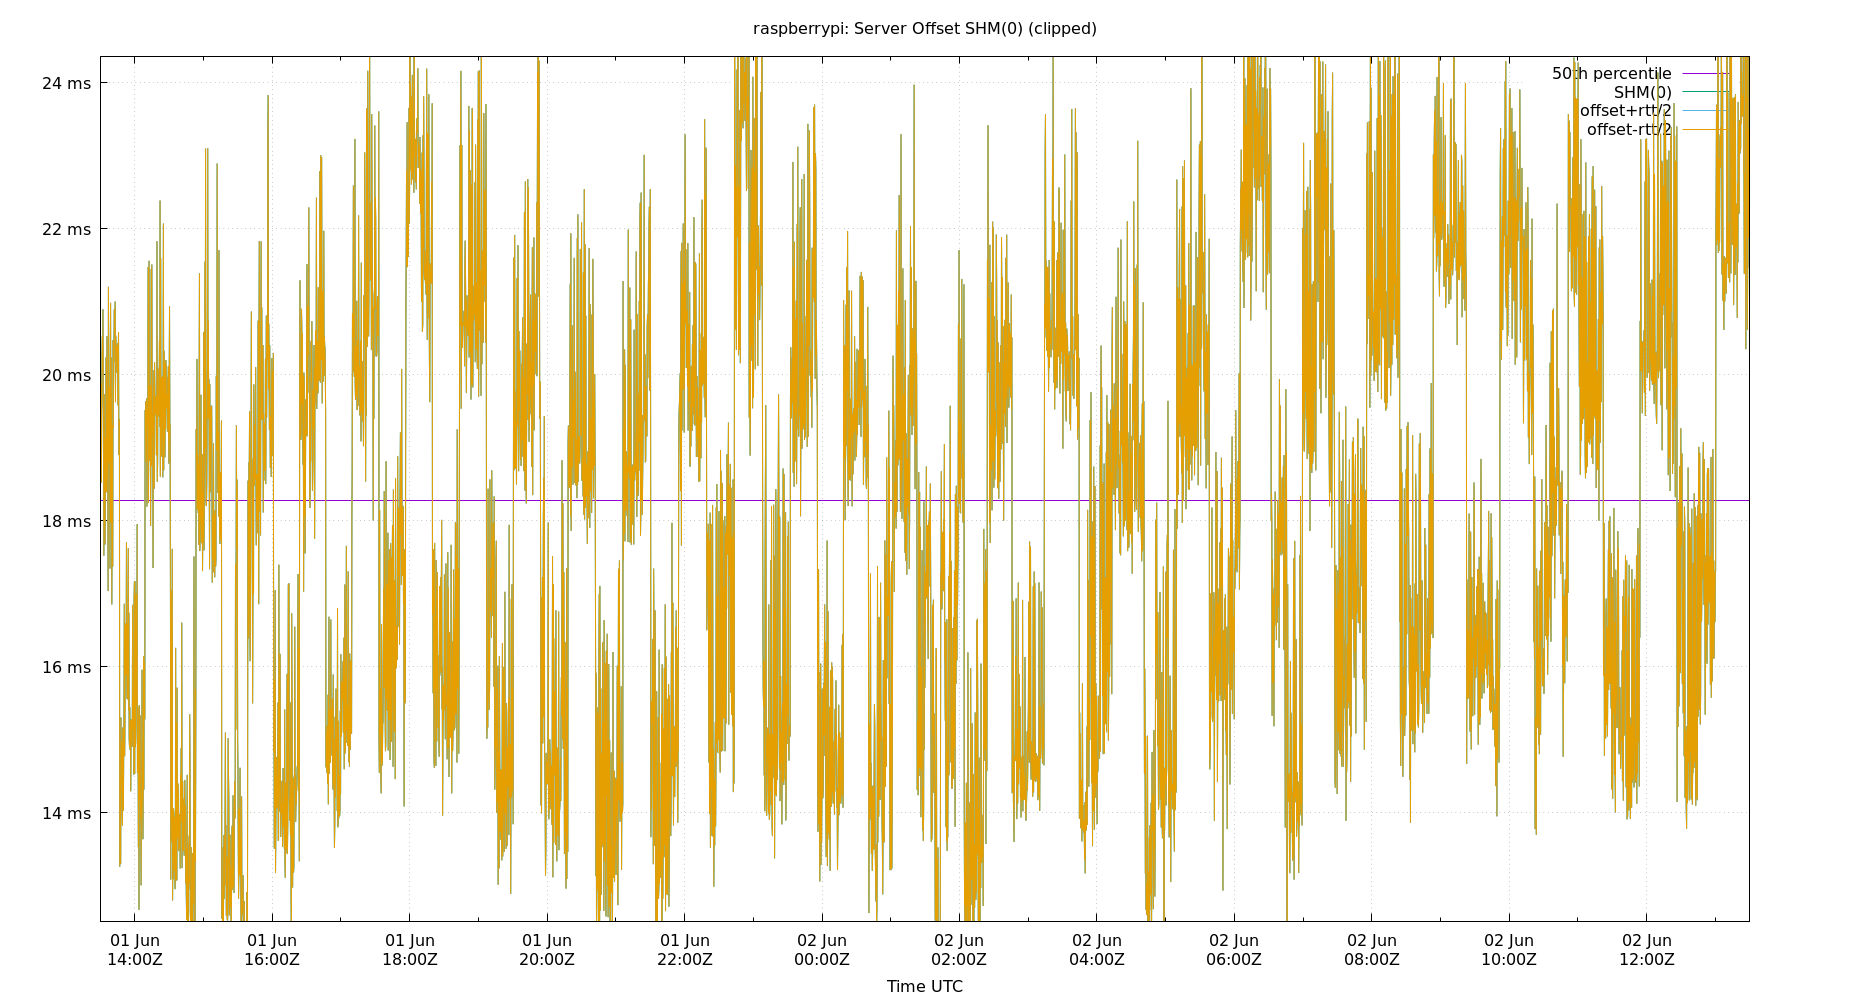 raspberrypi: Server Offset SHM(0) (clipped)
50th percentile
SHM(0)
offset+rtt/2
offset-rtt/2
24 ms
22 ms
20 ms
18 ms
16 ms
14 ms
01 Jun 01 Jun 01 Jun 01 Jun 01 Jun 02 Jun 02 Jun 02 Jun 02 Jun 02 Jun 02 Jun 02 Jun
14:00Z 16:00Z 18:00Z 20:00Z 22:00Z 00:00Z 02:00Z 04:00Z 06:00Z 08:00Z 10:00Z 12:00Z
Time UTC